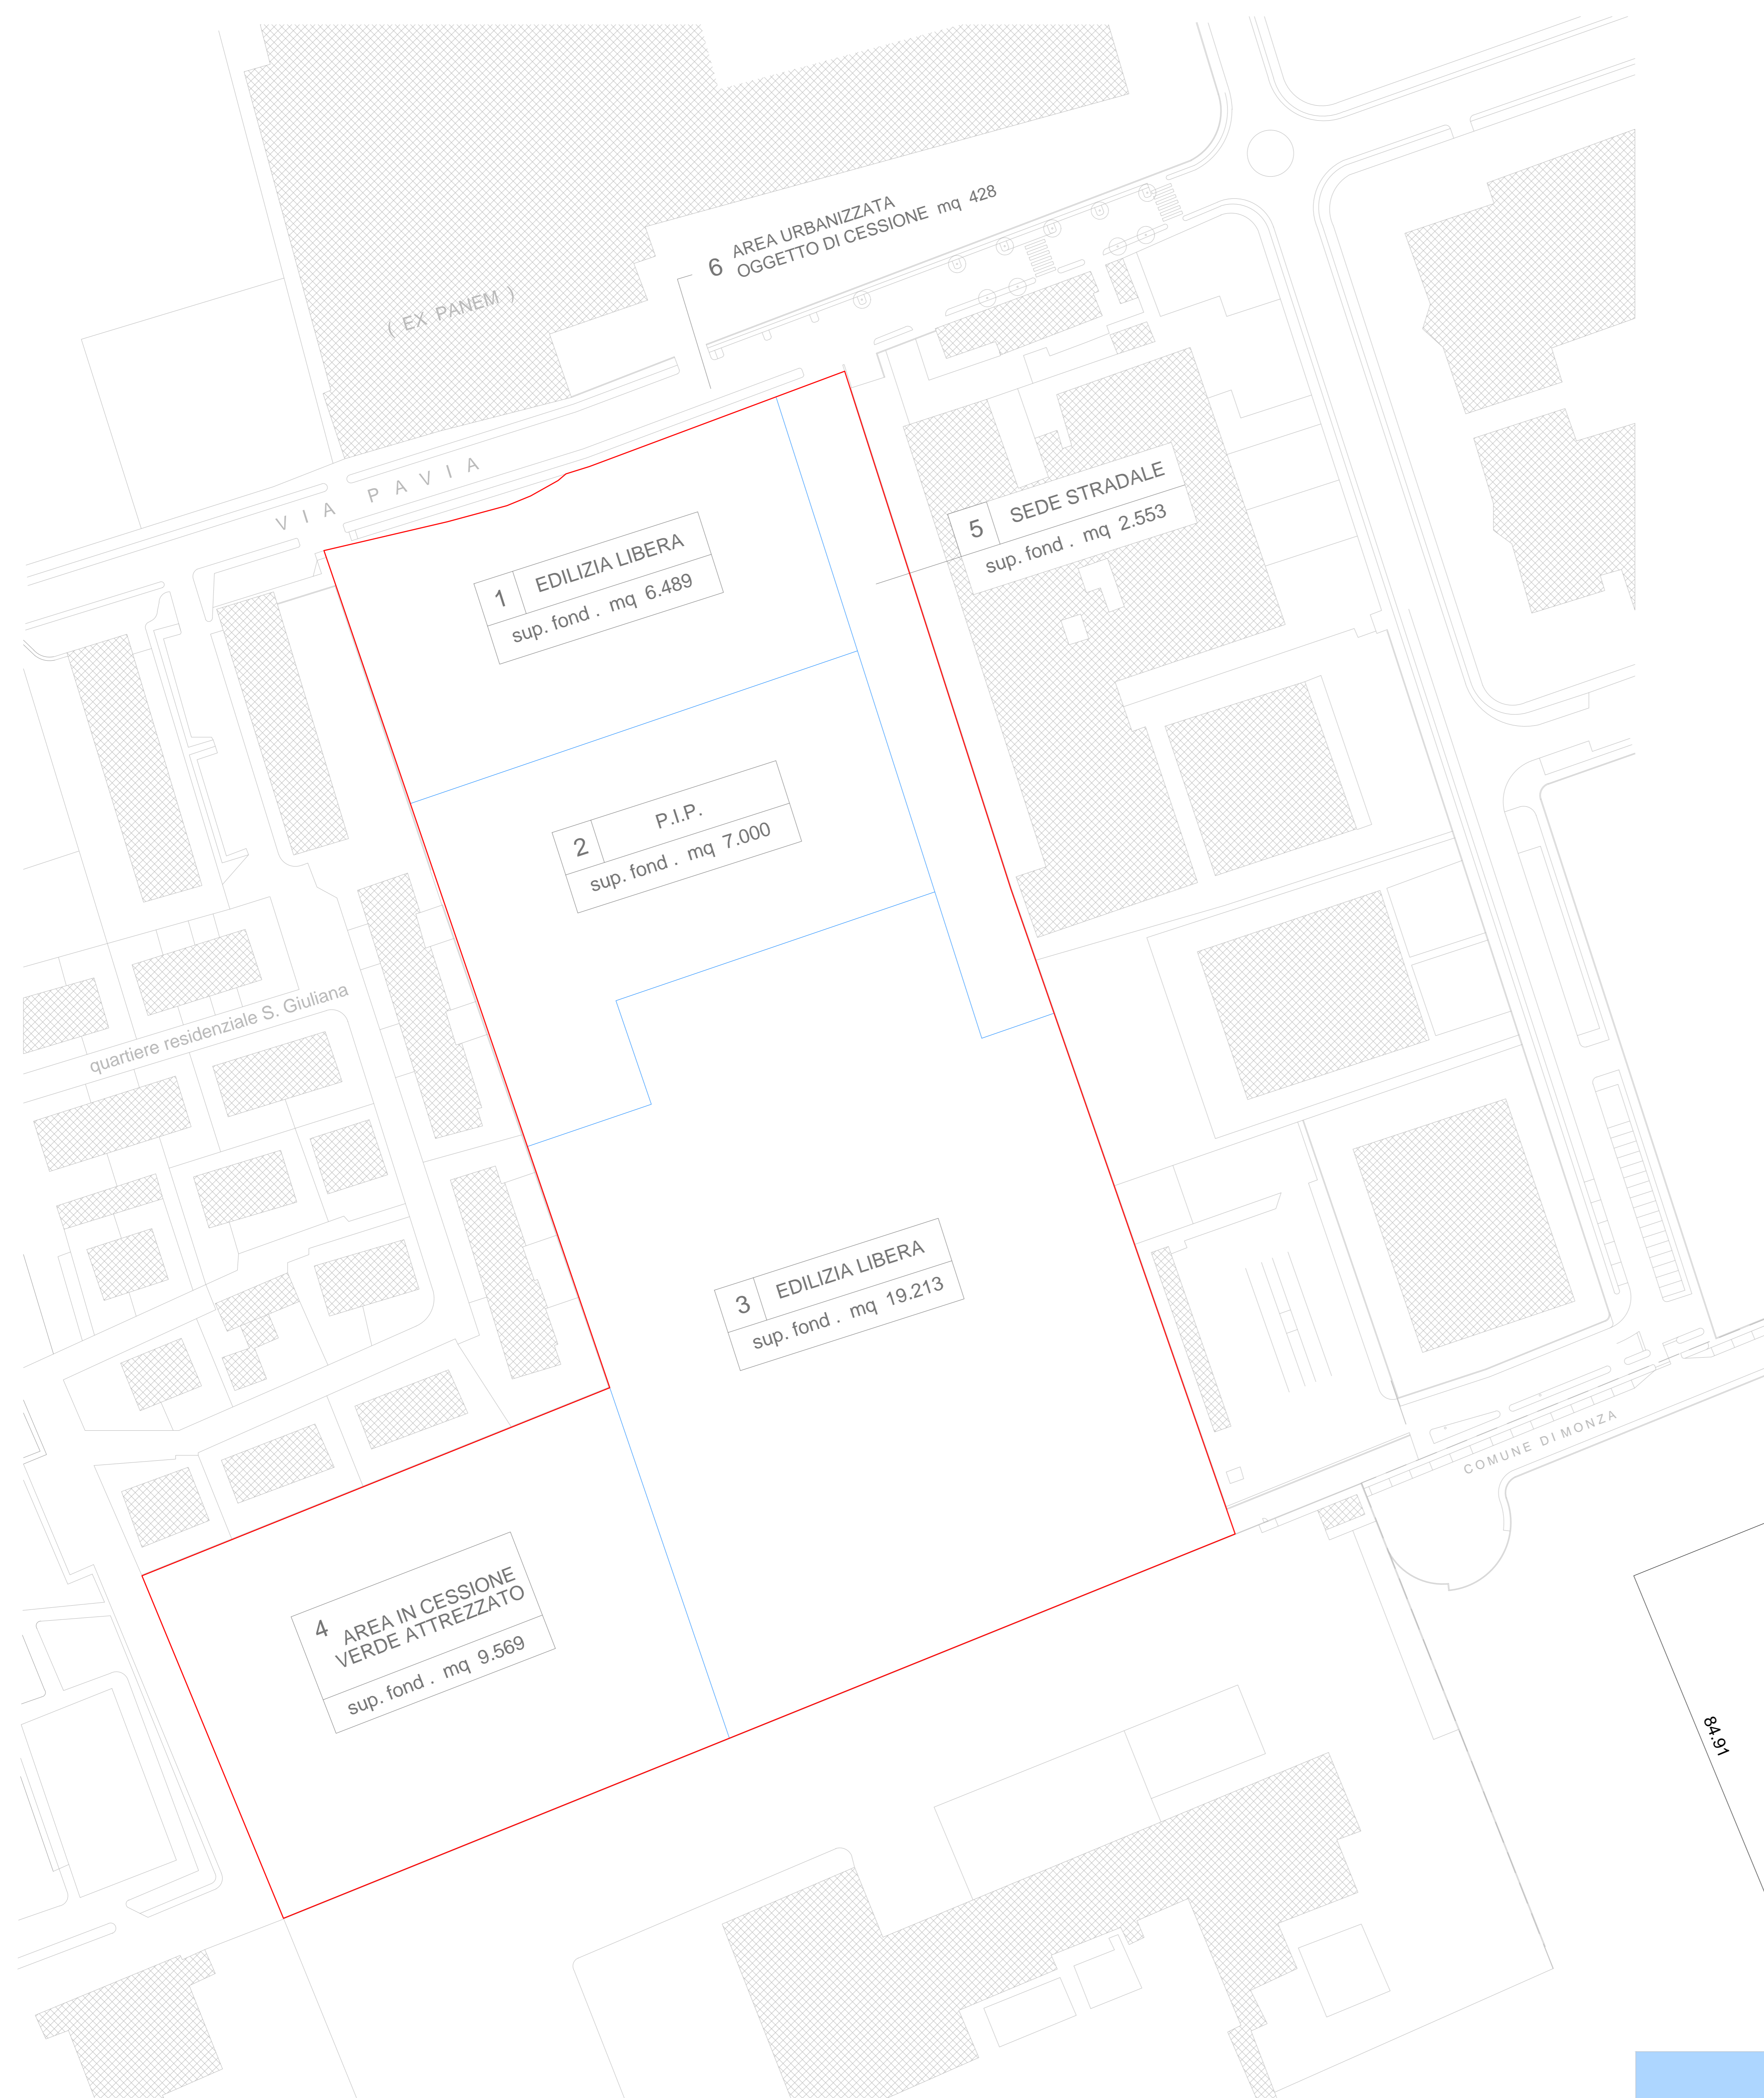 6 AREA URBANIZZATA
OGGETTO DI CESSIONE mq 428
( EX PANEM )
VIA PAVIA
5 SEDE STRADALE
sup. fond . mq 2.553
1 EDILIZIA LIBERA
sup. fond . mq 6.489
2 P.I.P.
sup. fond . mq 7.000
quartiere residenziale S. Giuliana
3 EDILIZIA LIBERA
sup. fond . mq 19.213
COMUNE DI MONZA
4 AREA IN CESSIONE
VERDE ATTREZZATO
sup. fond . mq 9.569
84.91